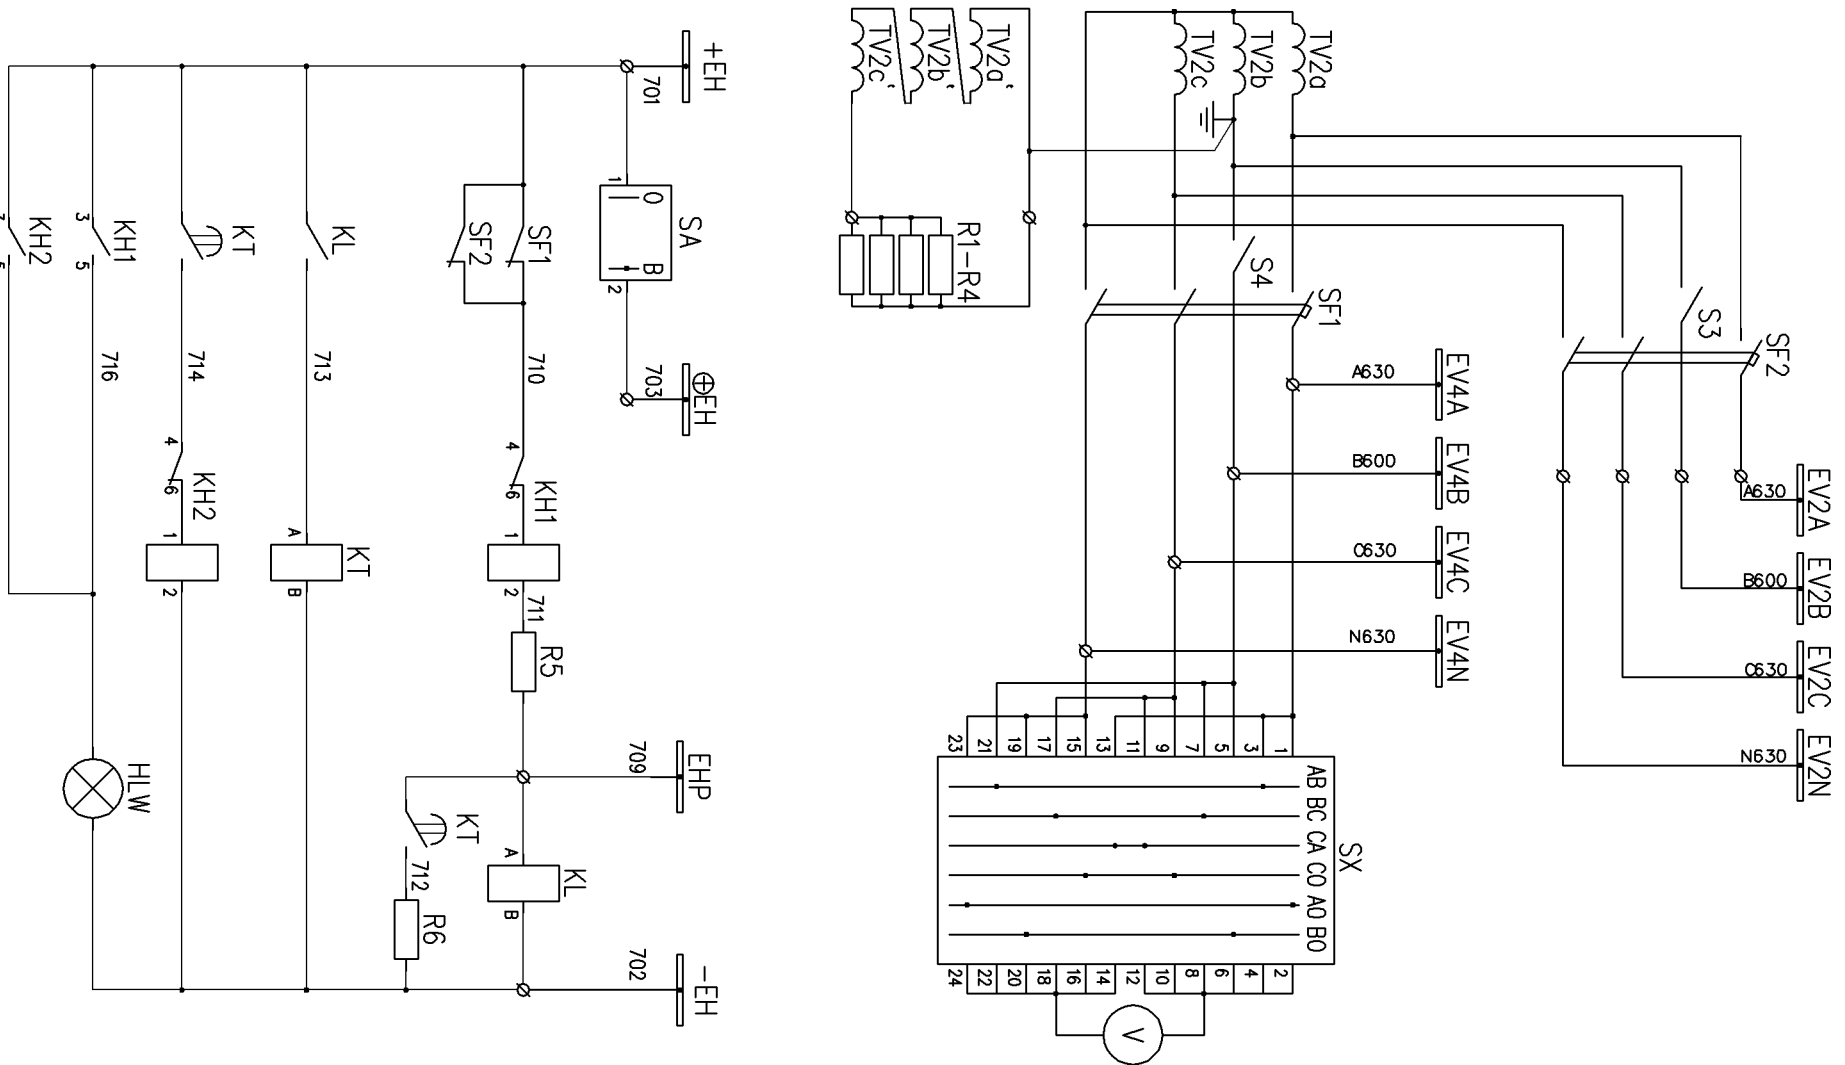 EV2A
EV2B
EV2C
EV2N
A630
B600
C630
N630
SF2
S3
EV4A
EV4B
EV4C
EV4N
A630
B600
C630
N630
TV2a
TV2b
TV2c
SF1
S4
SX
AB BC CA CO AO BO
1
3
5
7
9
11
13
15
17
19
21
23
2
4
6
8
10
12
14
16
18
20
22
24
V
TV2a'
TV2b'
TV2c'
R1-R4
+EH
⊕EH
EHP
-EH
701
703
709
702
SA
O
B
1
2
SF1
SF2
710
4
6
KH1
1
2
711
R5
A
KL
B
KT
712
R6
KL
713
A
KT
B
KT
714
4
6
KH2
1
2
KH1
3
5
716
HLW
KH2